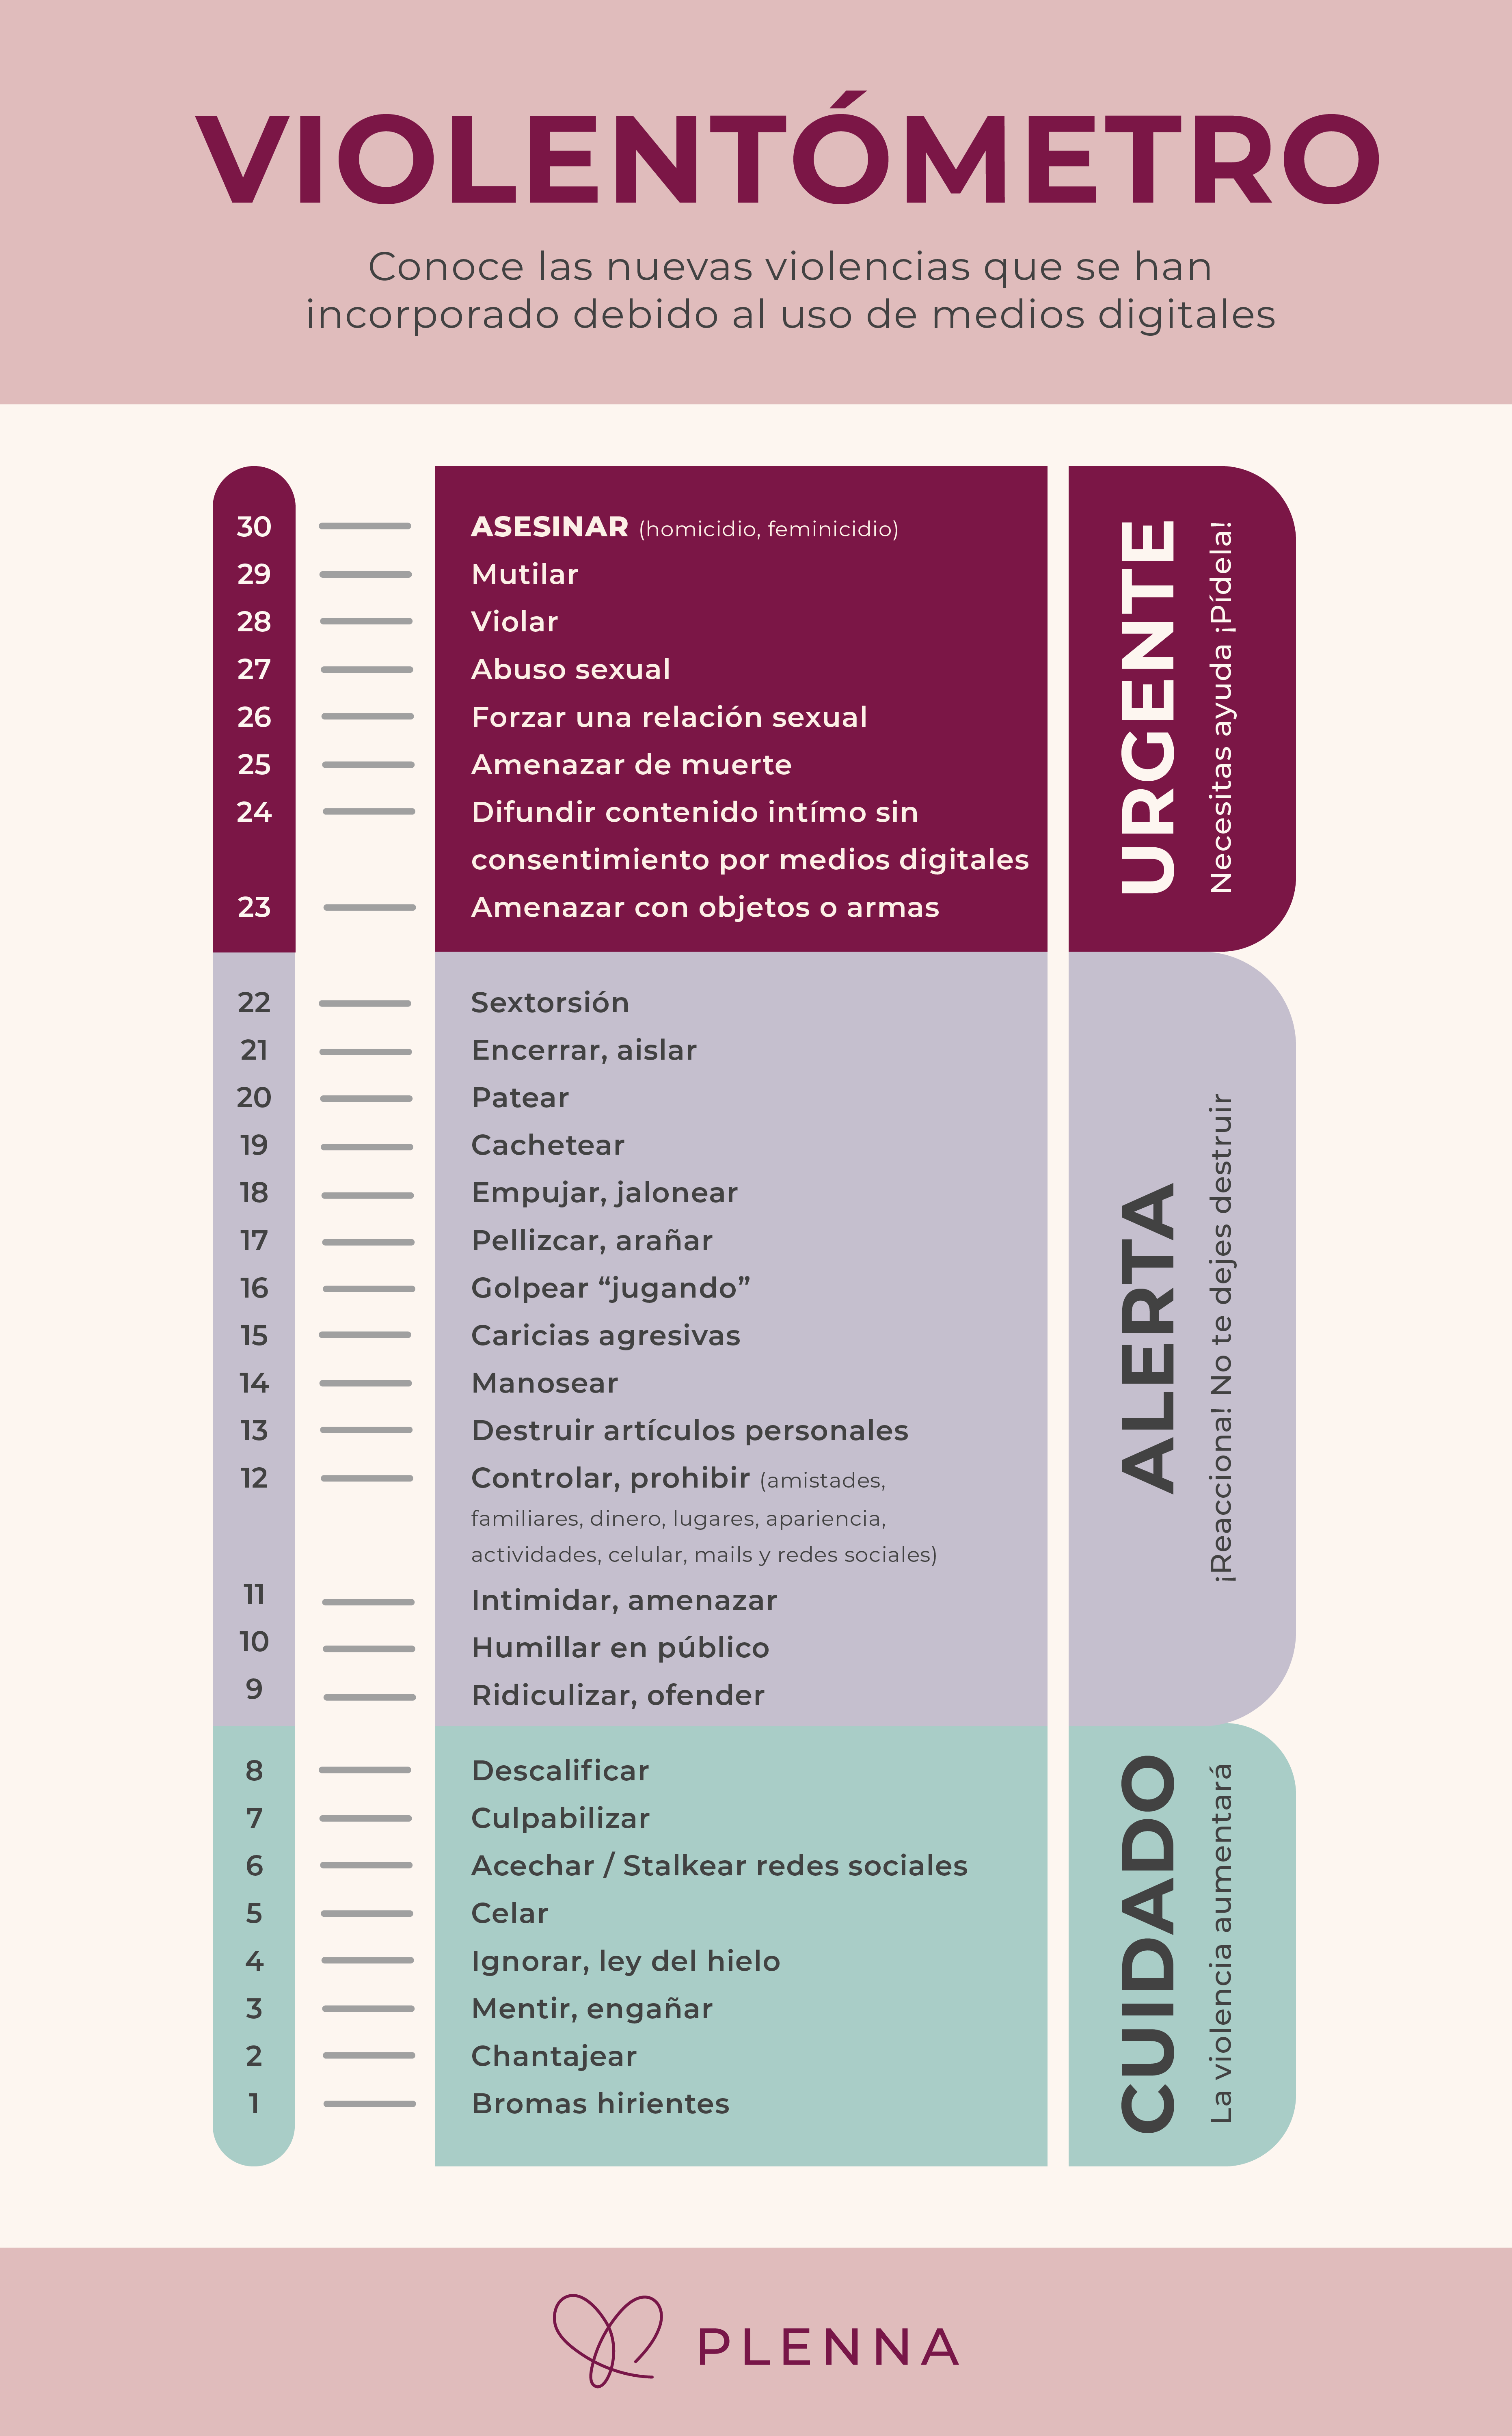 VIOLENTÓMETRO
Conoce las nuevas violencias que se han
incorporado debido al uso de medios digitales
30 ASESINAR (homicidio, feminicidio)
29 Mutilar
28 Violar
27 Abuso sexual
26 Forzar una relación sexual
25 Amenazar de muerte
24 Difundir contenido intímo sin
consentimiento por medios digitales
23 Amenazar con objetos o armas
URGENTE
Necesitas ayuda ¡Pídela!
22 Sextorsión
21 Encerrar, aislar
20 Patear
19 Cachetear
18 Empujar, jalonear
17 Pellizcar, arañar
16 Golpear “jugando”
15 Caricias agresivas
14 Manosear
13 Destruir artículos personales
12 Controlar, prohibir (amistades,
familiares, dinero, lugares, apariencia,
actividades, celular, mails y redes sociales)
11 Intimidar, amenazar
10 Humillar en público
9 Ridiculizar, ofender
ALERTA
¡Reacciona! No te dejes destruir
8 Descalificar
7 Culpabilizar
6 Acechar / Stalkear redes sociales
5 Celar
4 Ignorar, ley del hielo
3 Mentir, engañar
2 Chantajear
1 Bromas hirientes
CUIDADO
La violencia aumentará
PLENNA